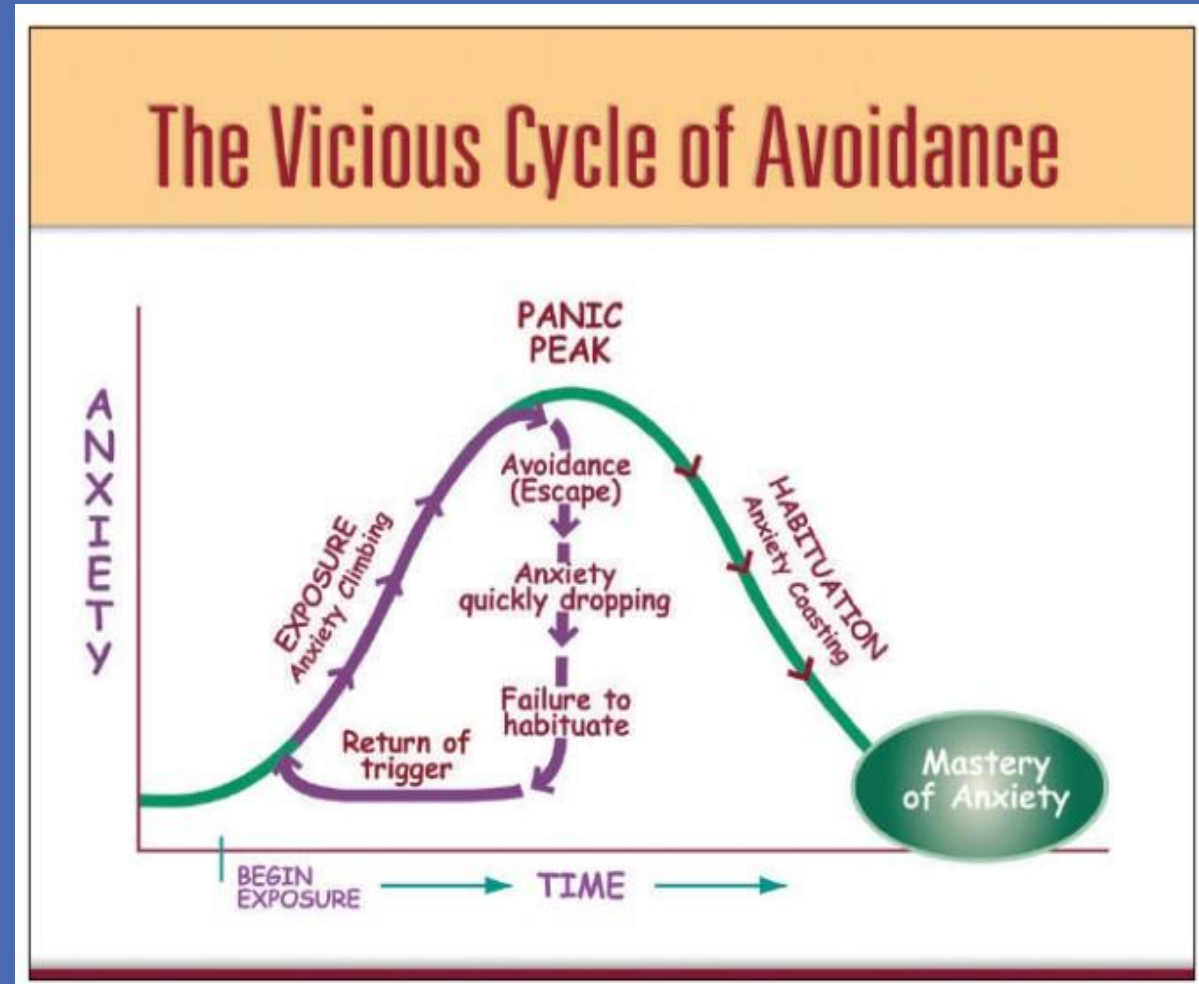 The Vicious Cycle of Avoidance
PANIC
PEAK
ANXIETY
EXPOSURE
Anxiety Climbing
Avoidance
(Escape)
Anxiety
quickly dropping
Failure to
habituate
Return of
trigger
HABITUATION
Anxiety Coasting
Mastery
of Anxiety
BEGIN
EXPOSURE
TIME